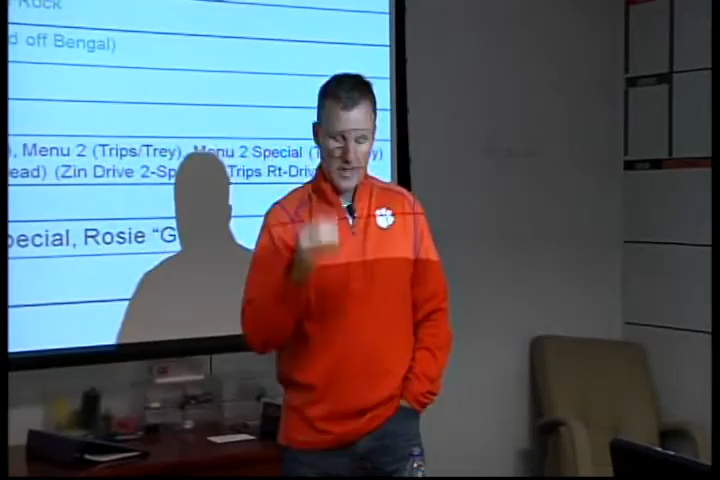 Rock
d off Bengal)
), Menu 2 (Trips/Trey), Menu 2 Special (
ead) (Zin Drive 2-Sp Trips Rt-Driv
pecial, Rosie "G